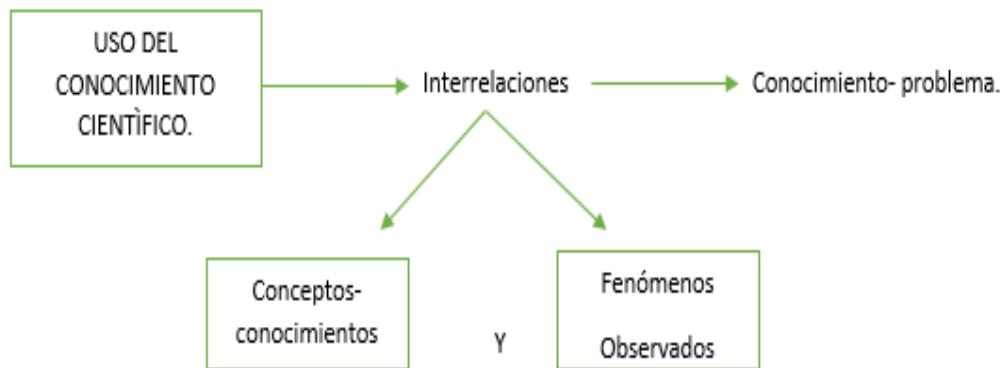 USO DEL
CONOCIMIENTO
CIENTÌFICO.
Interrelaciones
Conocimiento- problema.
Conceptos-
conocimientos
Y
Fenómenos
Observados